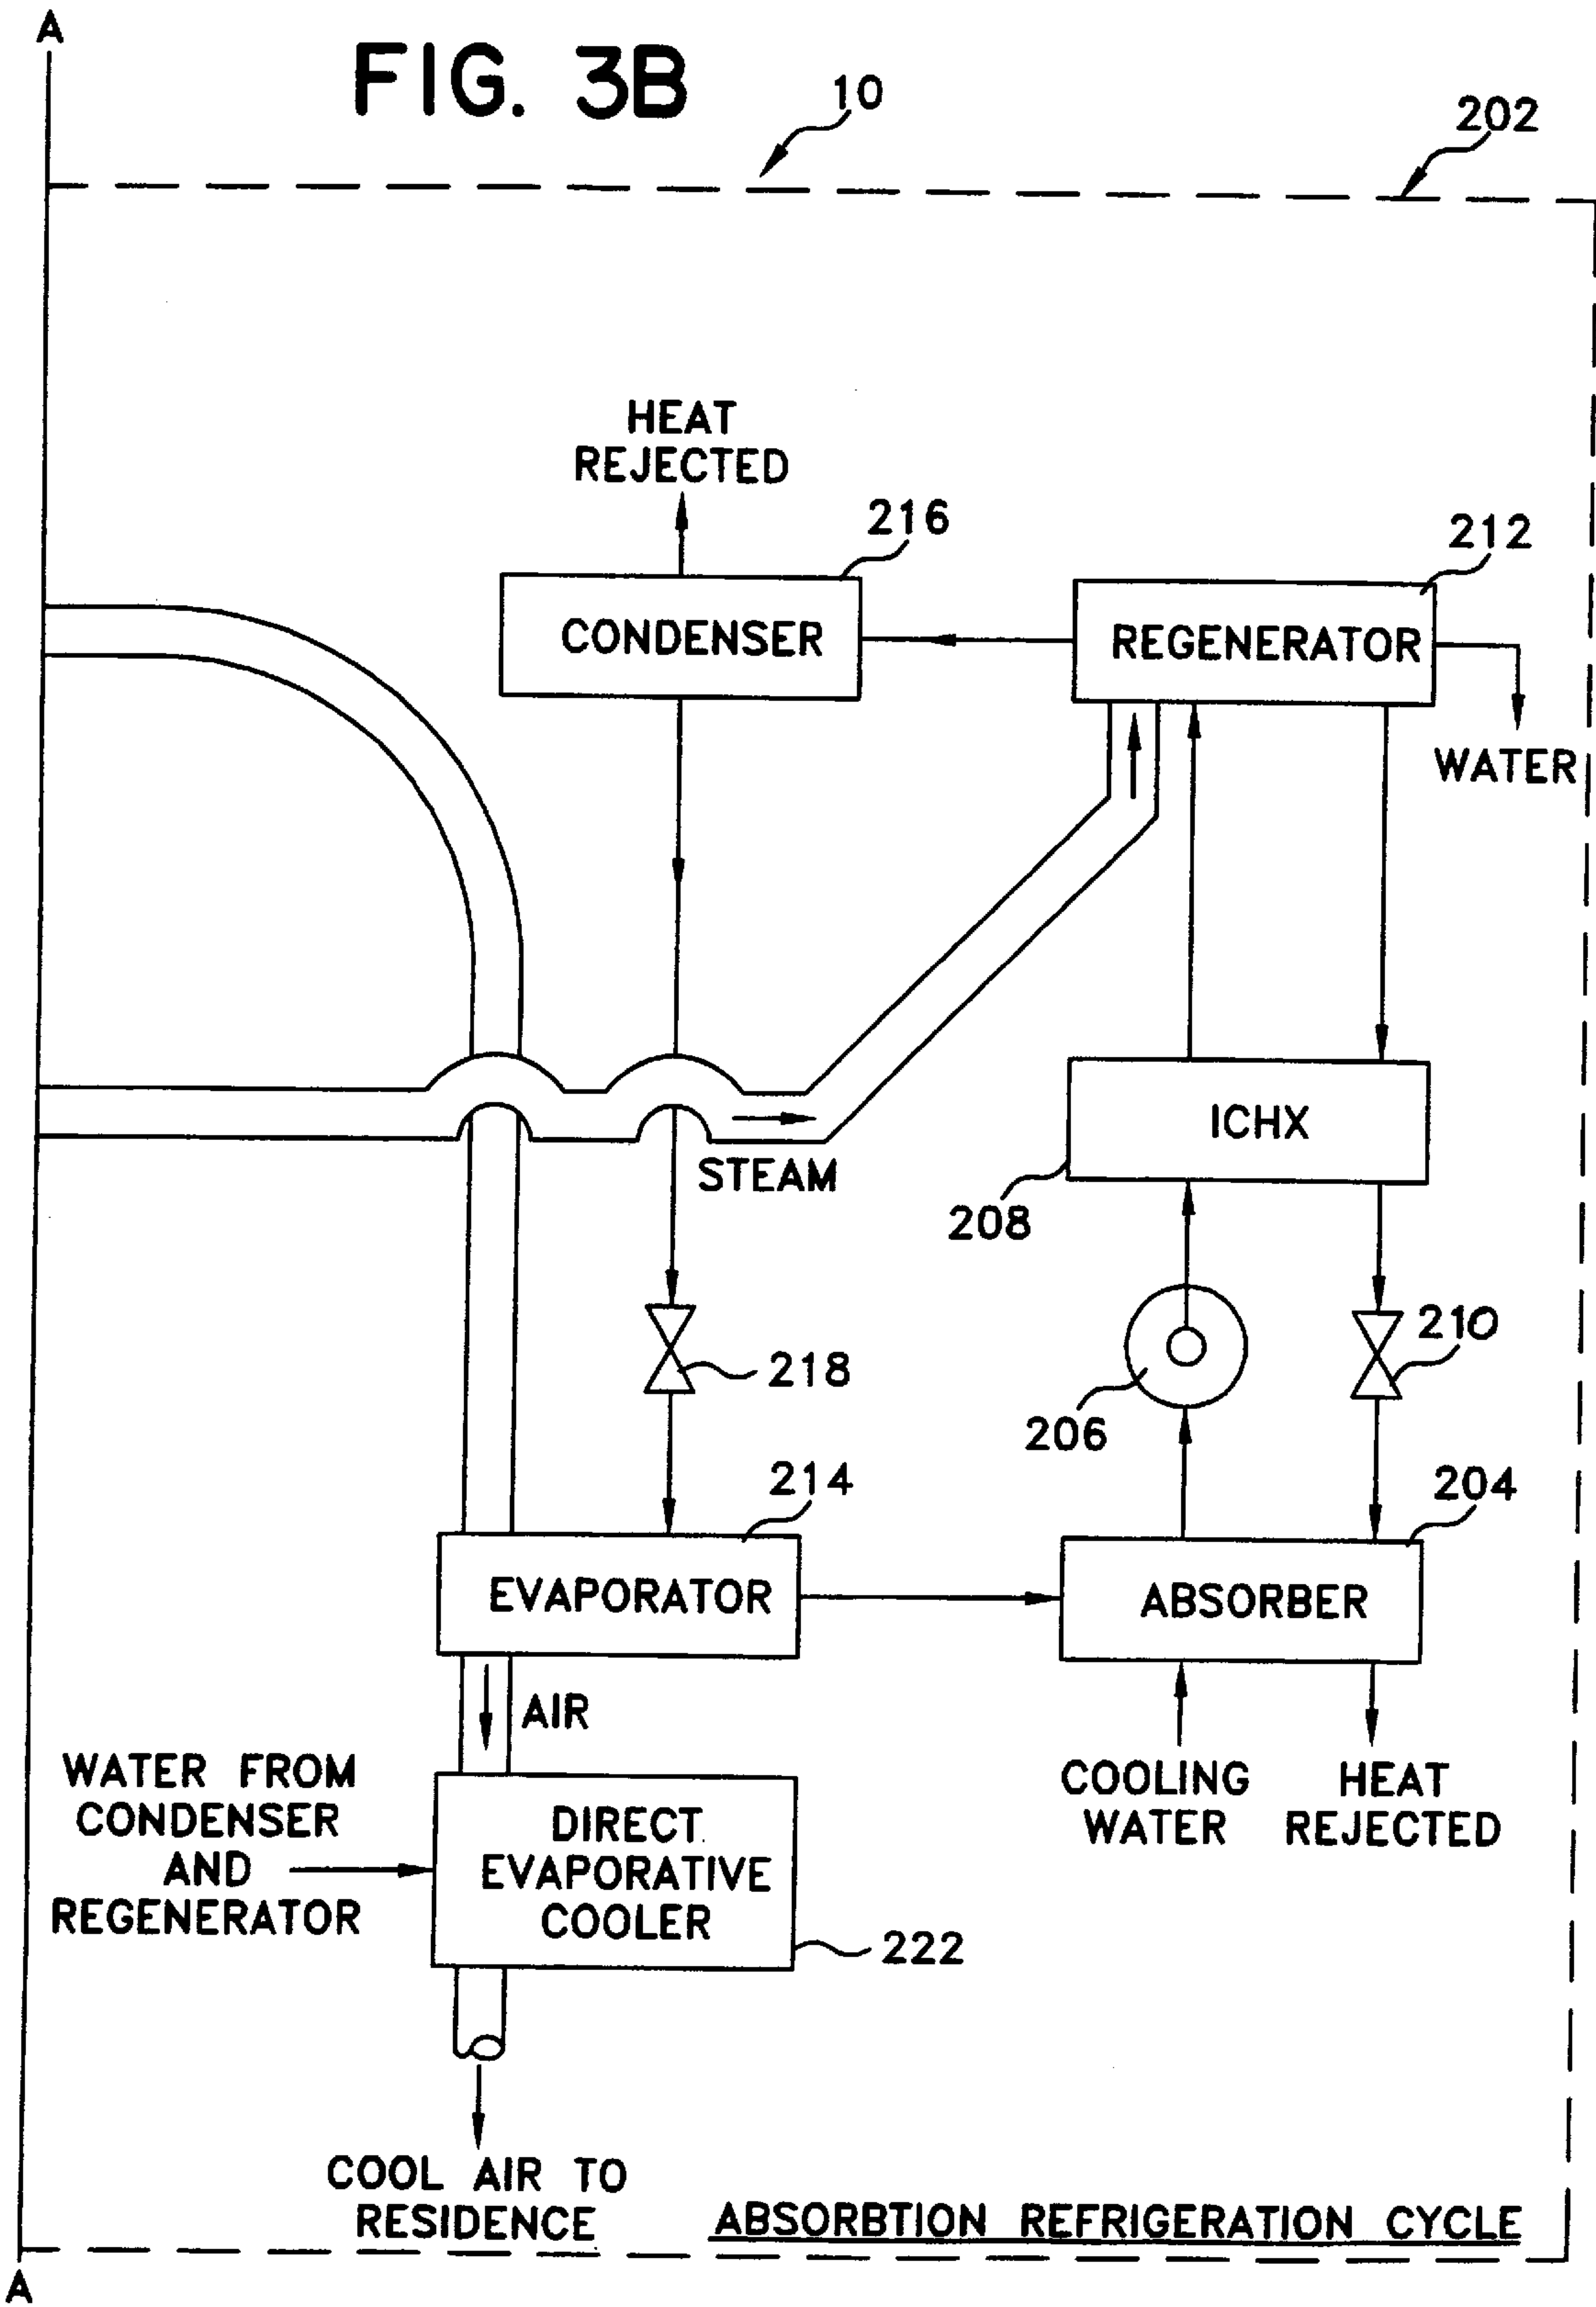 A
FIG. 3B
10
202
HEAT
REJECTED
216
212
CONDENSER
REGENERATOR
WATER
ICHX
STEAM
208
210
218
206
214
204
EVAPORATOR
ABSORBER
AIR
WATER FROM
CONDENSER
AND
REGENERATOR
COOLING
WATER
HEAT
REJECTED
DIRECT
EVAPORATIVE
COOLER
222
COOL AIR TO
RESIDENCE
ABSORBTION REFRIGERATION CYCLE
A